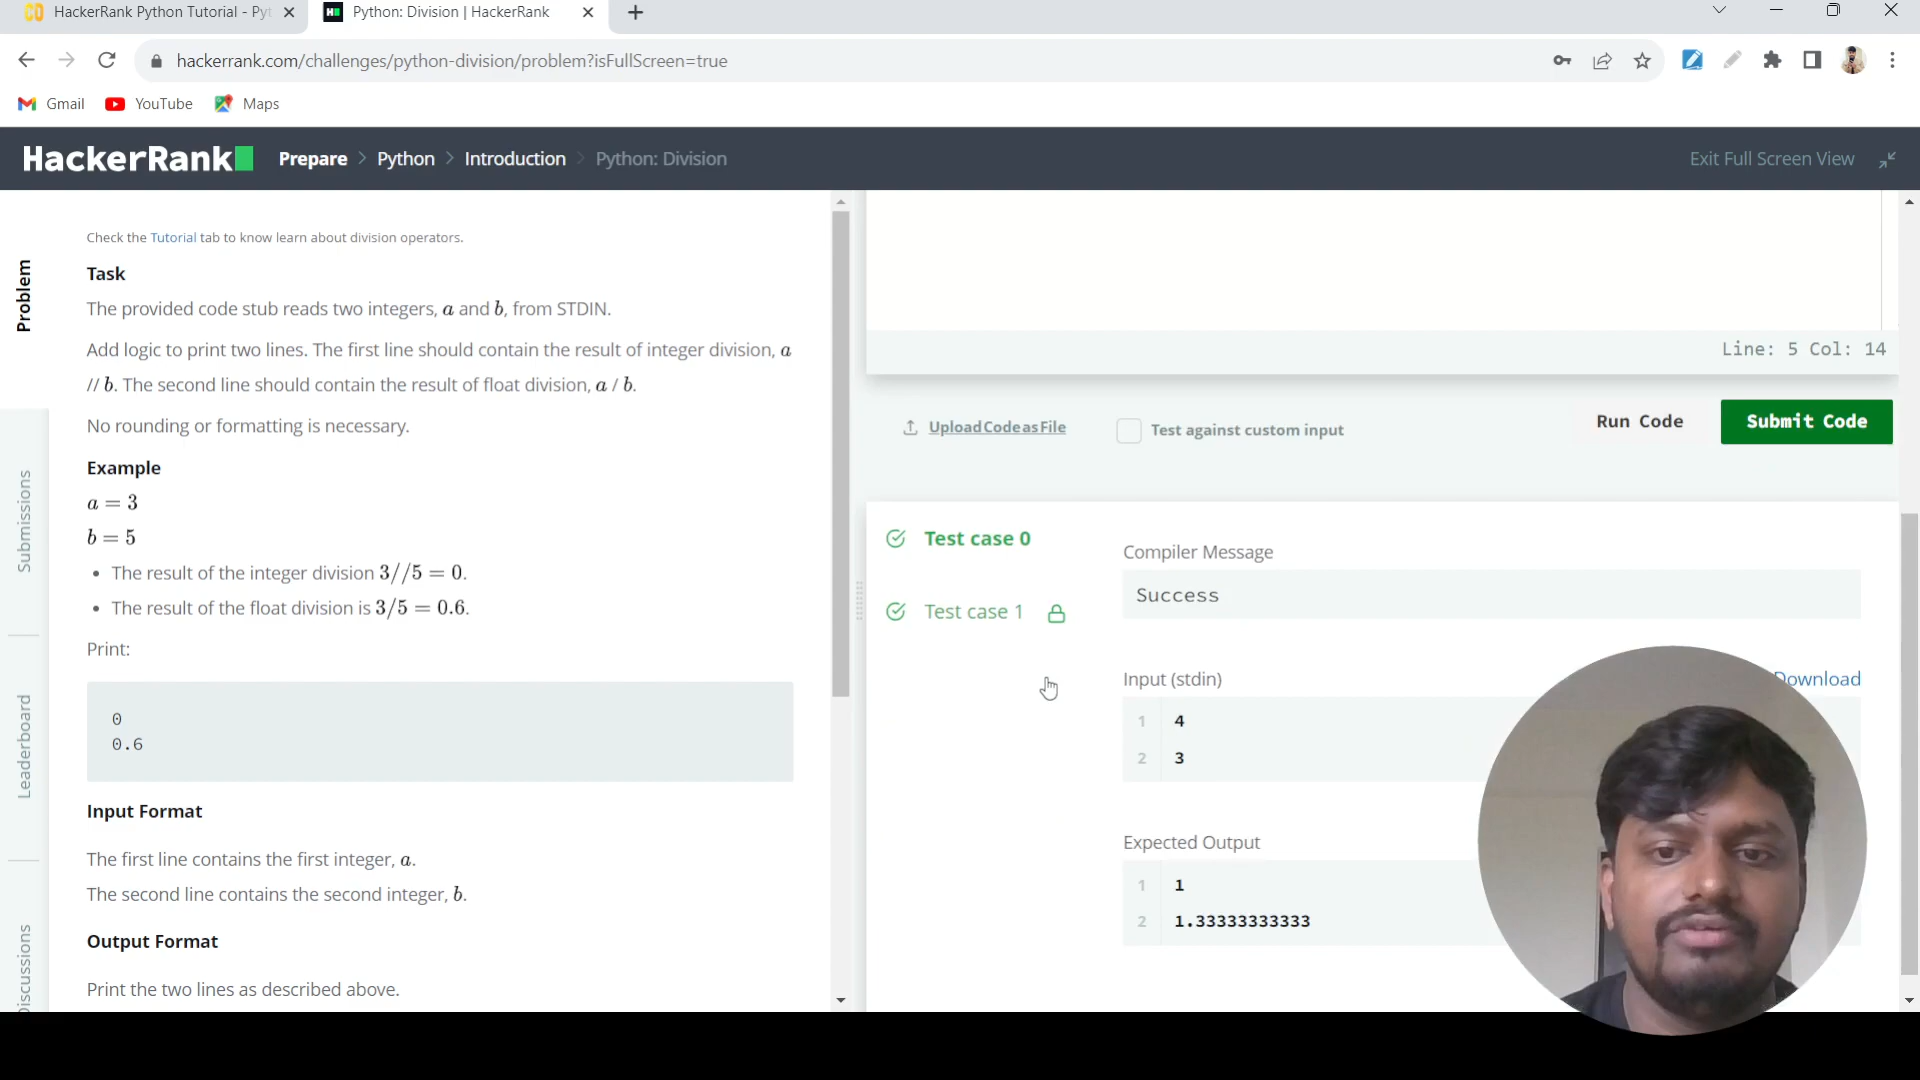 HackerRank Python Tutorial - Pyt
Python: Division | HackerRank
hackerrank.com/challenges/python-division/problem?isFullScreen=true
Gmail
YouTube
Maps
HackerRank
Prepare > Python > Introduction > Python: Division
Exit Full Screen View
Problem
Submissions
Leaderboard
Discussions
Check the Tutorial tab to know learn about division operators.
Task
The provided code stub reads two integers, a and b, from STDIN.
Add logic to print two lines. The first line should contain the result of integer division, a
// b. The second line should contain the result of float division, a / b.
No rounding or formatting is necessary.
Example
a = 3
b = 5
• The result of the integer division 3//5 = 0.
• The result of the float division is 3/5 = 0.6.
Print:
0
0.6
Input Format
The first line contains the first integer, a.
The second line contains the second integer, b.
Output Format
Print the two lines as described above.
Line: 5 Col: 14
Upload Code as File
Test against custom input
Run Code
Submit Code
Test case 0
Test case 1
Compiler Message
Success
Input (stdin)
Download
1 4
2 3
Expected Output
1 1
2 1.33333333333